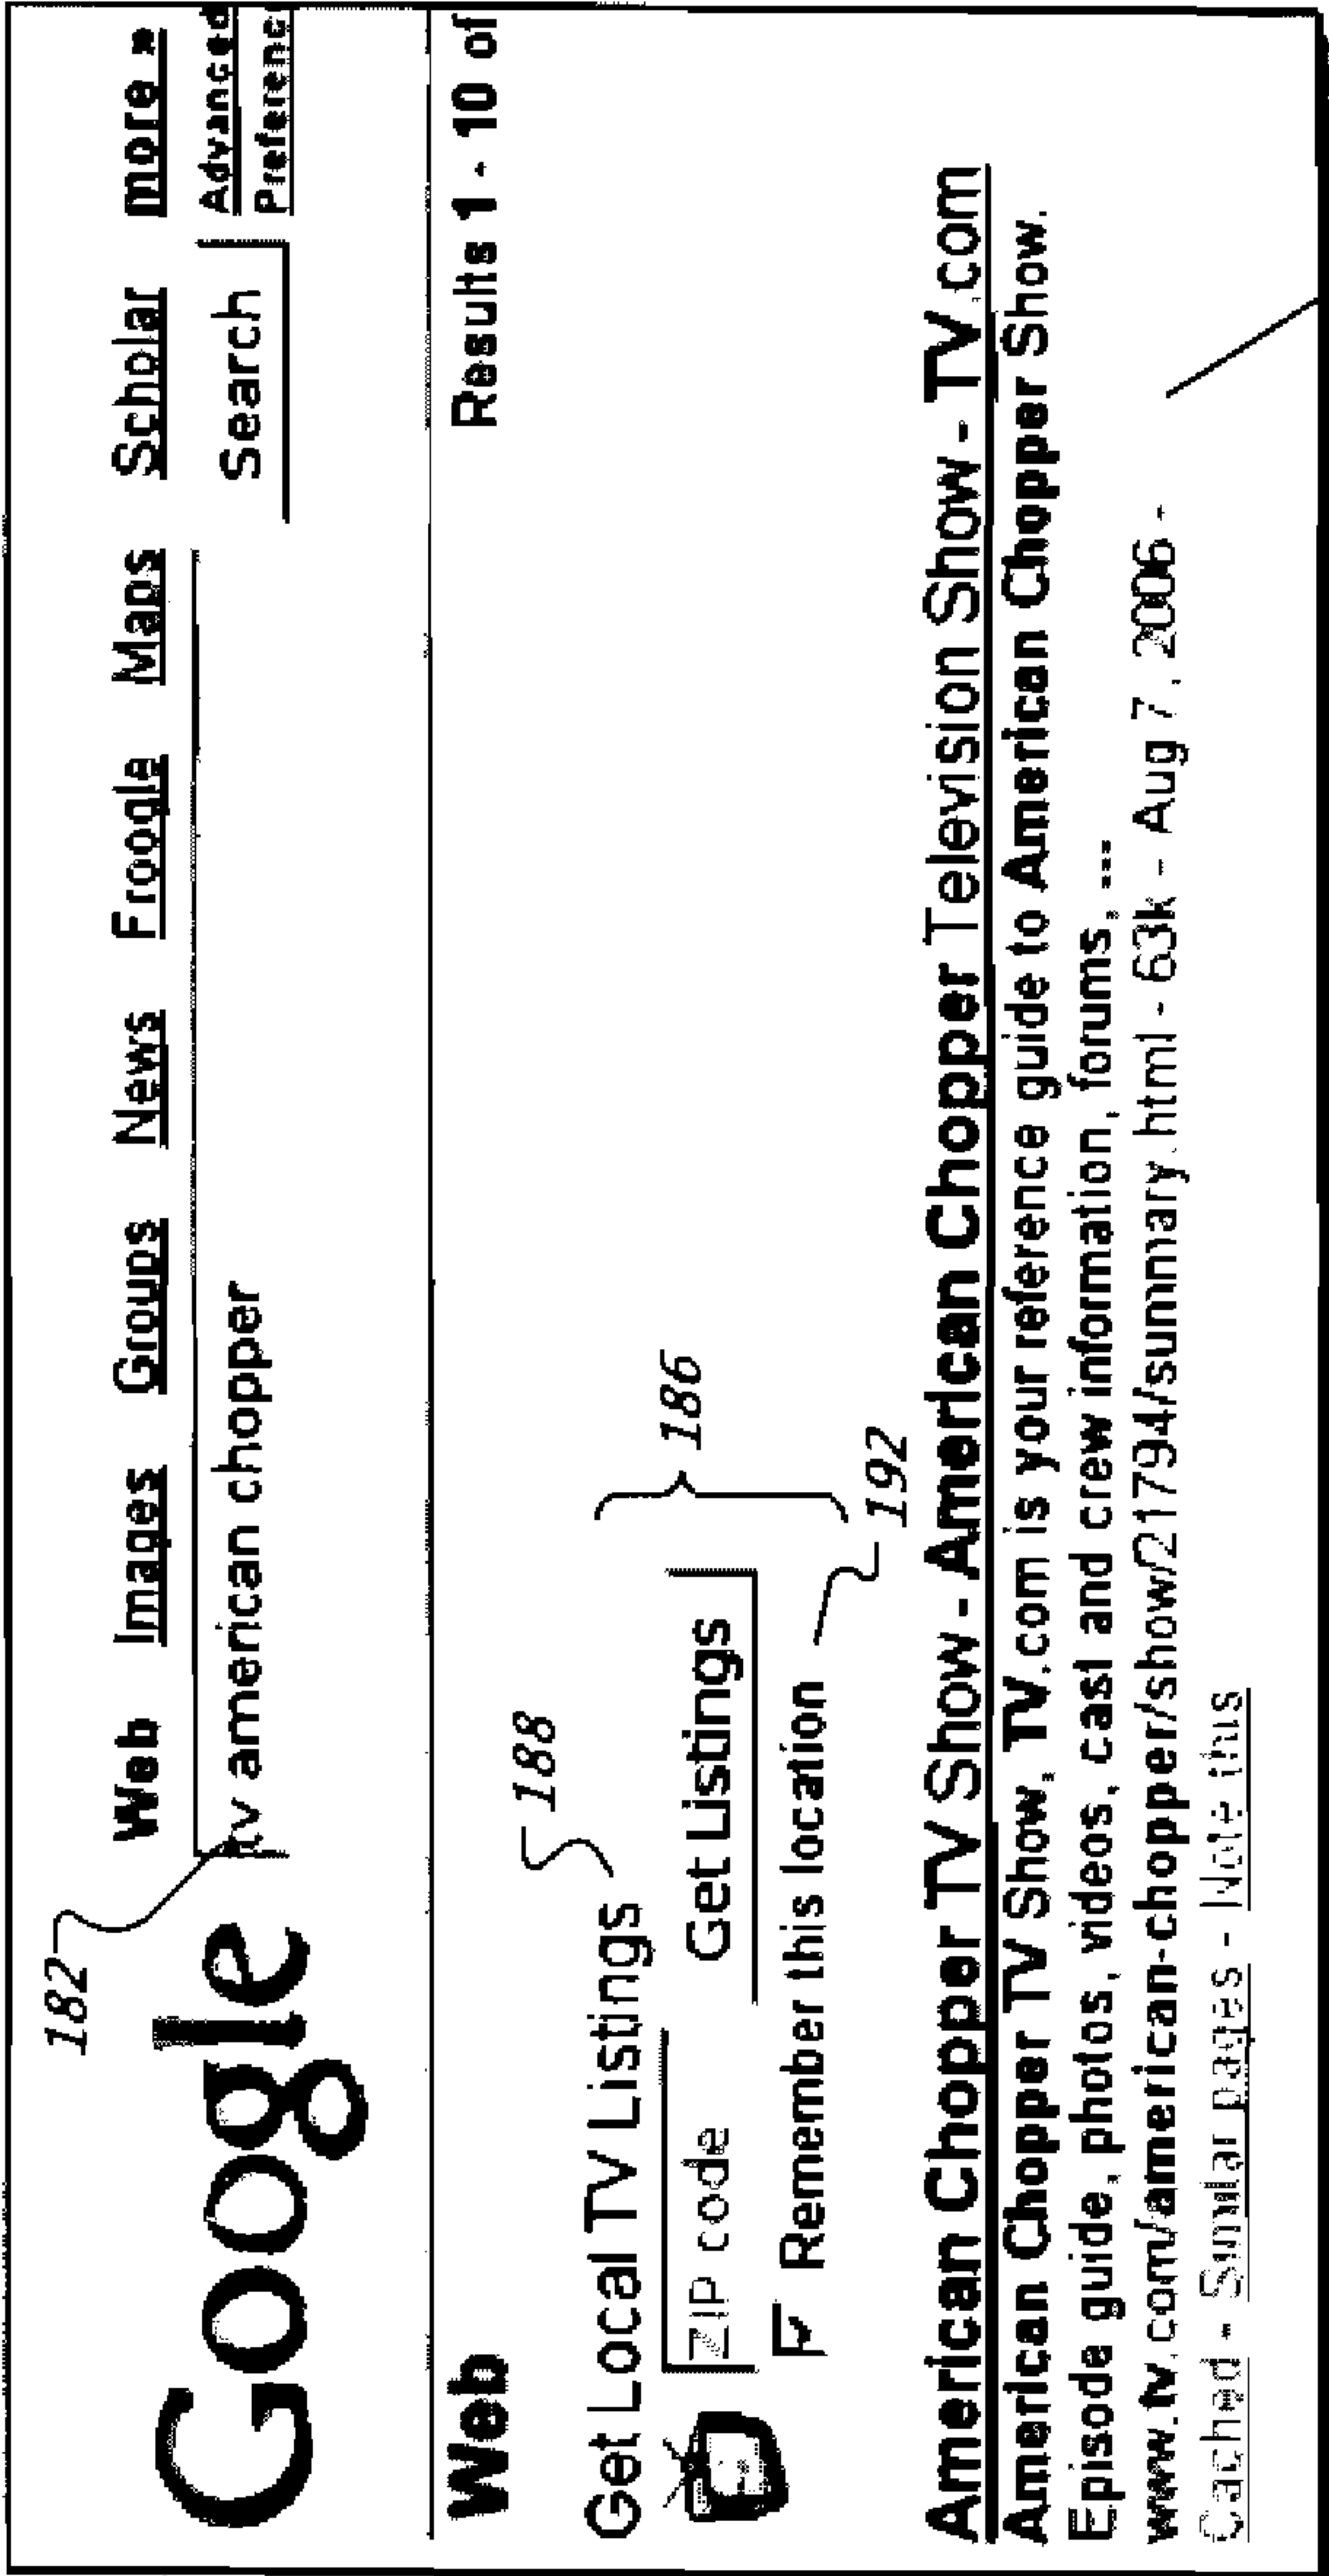 182
Web Images Groups News Froogle Maps Scholar more »
Google tv american chopper Search Advanced
Preferenc
Web Results 1 - 10 of
188
Get Local TV Listings
186
ZIP code Get Listings
Remember this location
192
American Chopper TV Show - American Chopper Television Show - TV.com
American Chopper TV Show, TV.com is your reference guide to American Chopper Show.
Episode guide, photos, videos, cast and crew information, forums, ...
www.tv.com/american-chopper/show/21794/summary.html - 63k - Aug 7, 2006 -
Cached - Similar pages - Note this